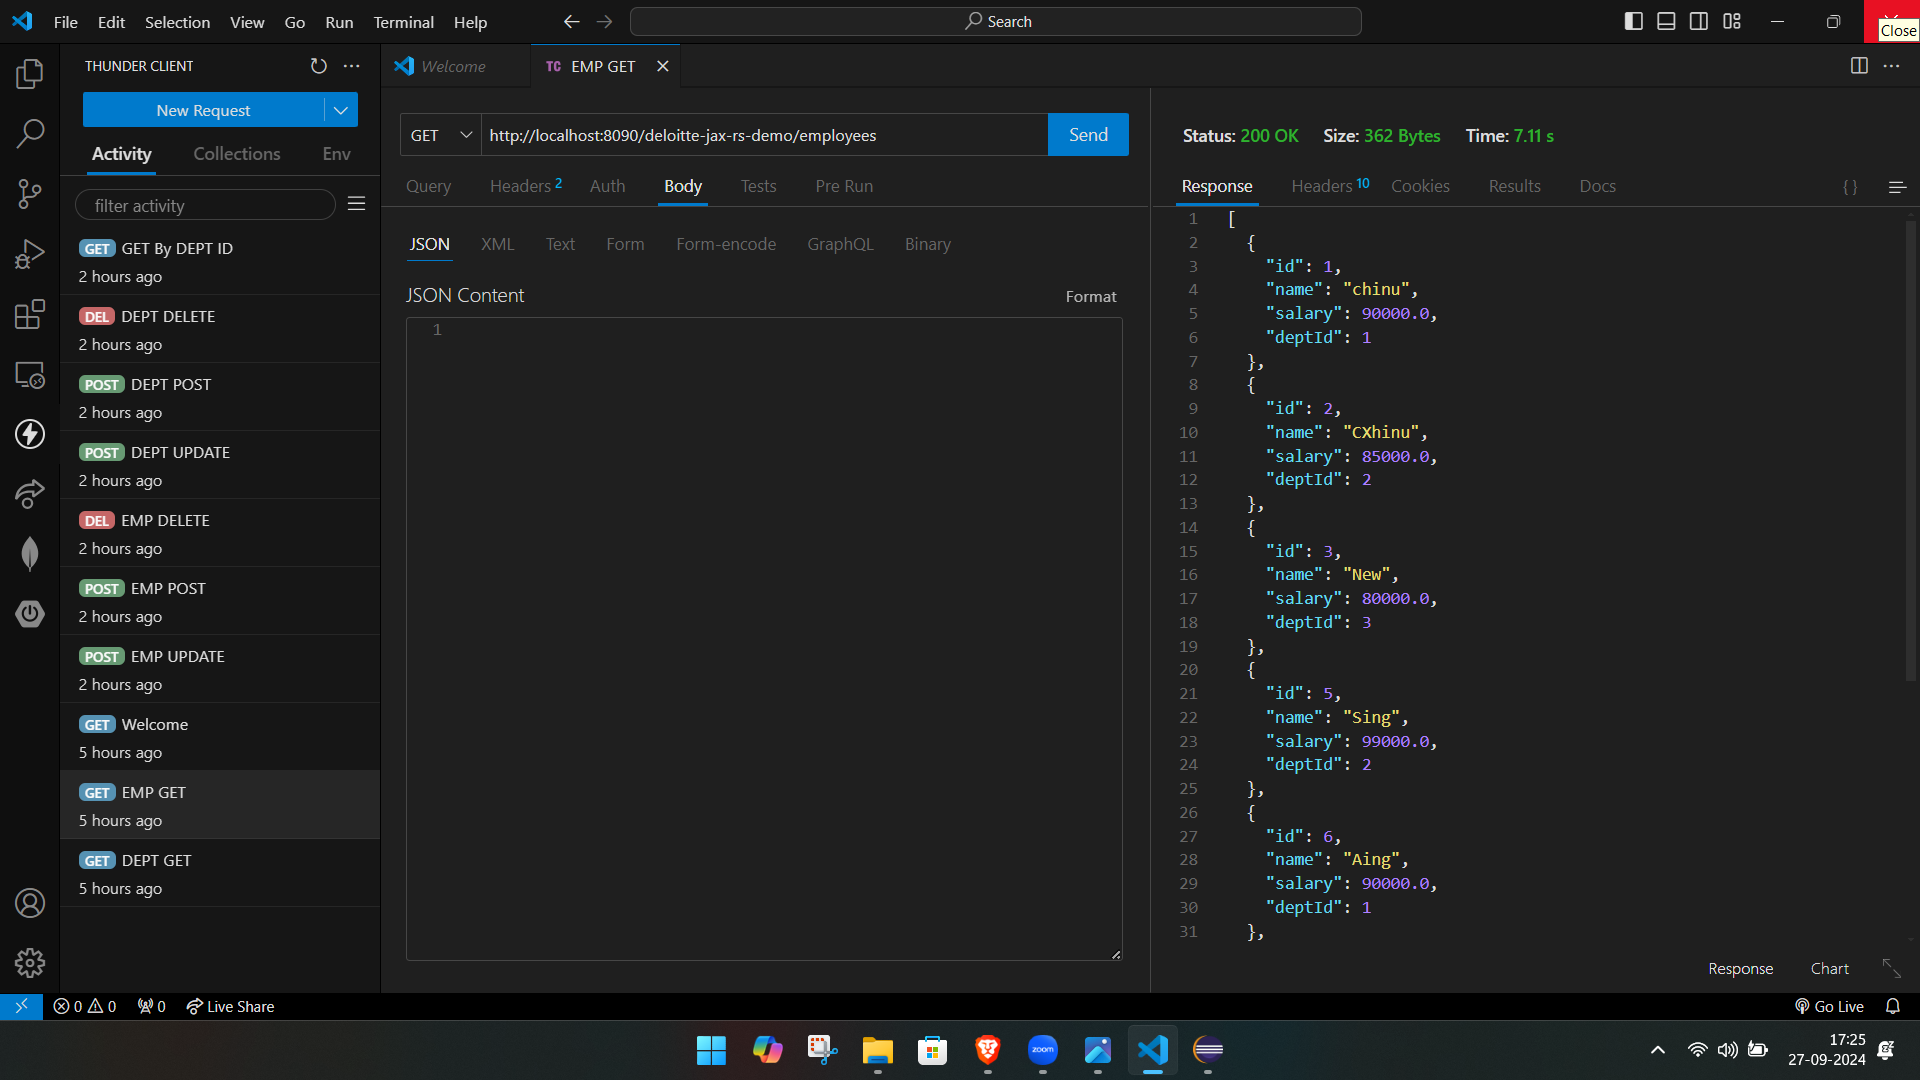 File Edit Selection View Go Run Terminal Help
Search
Close
THUNDER CLIENT
Welcome
TC EMP GET
New Request
Activity Collections Env
filter activity
GET GET By DEPT ID
2 hours ago
DEL DEPT DELETE
2 hours ago
POST DEPT POST
2 hours ago
POST DEPT UPDATE
2 hours ago
DEL EMP DELETE
2 hours ago
POST EMP POST
2 hours ago
POST EMP UPDATE
2 hours ago
GET Welcome
5 hours ago
GET EMP GET
5 hours ago
GET DEPT GET
5 hours ago
GET http://localhost:8090/deloitte-jax-rs-demo/employees Send
Query Headers 2 Auth Body Tests Pre Run
JSON XML Text Form Form-encode GraphQL Binary
JSON Content Format
1
Status: 200 OK Size: 362 Bytes Time: 7.11 s
Response Headers 10 Cookies Results Docs { }
1 [
2 {
3 "id": 1,
4 "name": "chinu",
5 "salary": 90000.0,
6 "deptId": 1
7 },
8 {
9 "id": 2,
10 "name": "CXhinu",
11 "salary": 85000.0,
12 "deptId": 2
13 },
14 {
15 "id": 3,
16 "name": "New",
17 "salary": 80000.0,
18 "deptId": 3
19 },
20 {
21 "id": 5,
22 "name": "Sing",
23 "salary": 99000.0,
24 "deptId": 2
25 },
26 {
27 "id": 6,
28 "name": "Aing",
29 "salary": 90000.0,
30 "deptId": 1
31 },
Response Chart
0 0 0 Live Share
Go Live
zoom
17:25
27-09-2024